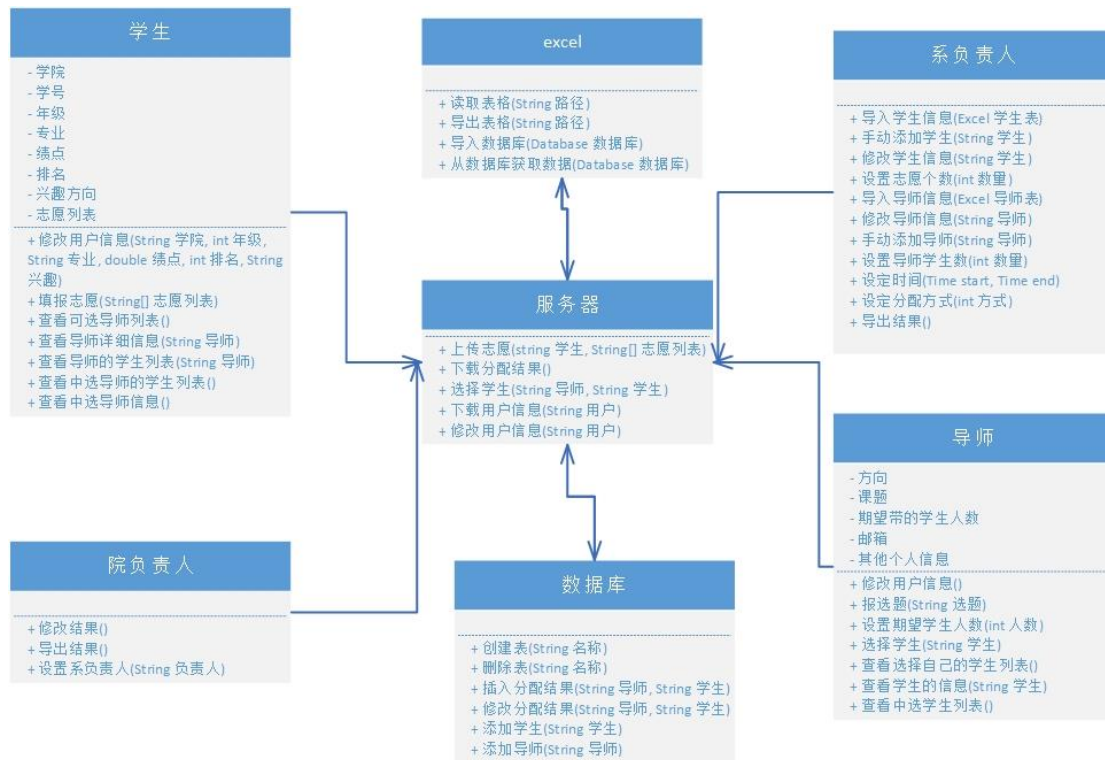 学生
- 学院
- 学号
- 年级
- 专业
- 绩点
- 排名
- 兴趣方向
- 志愿列表
+ 修改用户信息(String 学院, int 年级,
String 专业, double 绩点, int 排名, String
兴趣)
+ 填报志愿(String[] 志愿列表)
+ 查看可选导师列表()
+ 查看导师详细信息(String 导师)
+ 查看导师的学生列表(String 导师)
+ 查看中选导师的学生列表()
+ 查看中选导师信息()
excel
+ 读取表格(String 路径)
+ 导出表格(String 路径)
+ 导入数据库(Database 数据库)
+ 从数据库获取数据(Database 数据库)
系负责人
+ 导入学生信息(Excel 学生表)
+ 手动添加学生(String 学生)
+ 修改学生信息(String 学生)
+ 设置志愿个数(int 数量)
+ 导入导师信息(Excel 导师表)
+ 修改导师信息(String 导师)
+ 手动添加导师(String 导师)
+ 设置导师学生数(int 数量)
+ 设定时间(Time start, Time end)
+ 设定分配方式(int 方式)
+ 导出结果()
服务器
+ 上传志愿(string 学生, String[] 志愿列表)
+ 下载分配结果()
+ 选择学生(String 导师, String 学生)
+ 下载用户信息(String 用户)
+ 修改用户信息(String 用户)
导师
- 方向
- 课题
- 期望带的学生人数
- 邮箱
- 其他个人信息
+ 修改用户信息()
+ 报选题(String 选题)
+ 设置期望学生人数(int 人数)
+ 选择学生(String 学生)
+ 查看选择自己的学生列表()
+ 查看学生的信息(String 学生)
+ 查看中选学生列表()
院负责人
+ 修改结果()
+ 导出结果()
+ 设置系负责人(String 负责人)
数据库
+ 创建表(String 名称)
+ 删除表(String 名称)
+ 插入分配结果(String 导师, String 学生)
+ 修改分配结果(String 导师, String 学生)
+ 添加学生(String 学生)
+ 添加导师(String 导师)